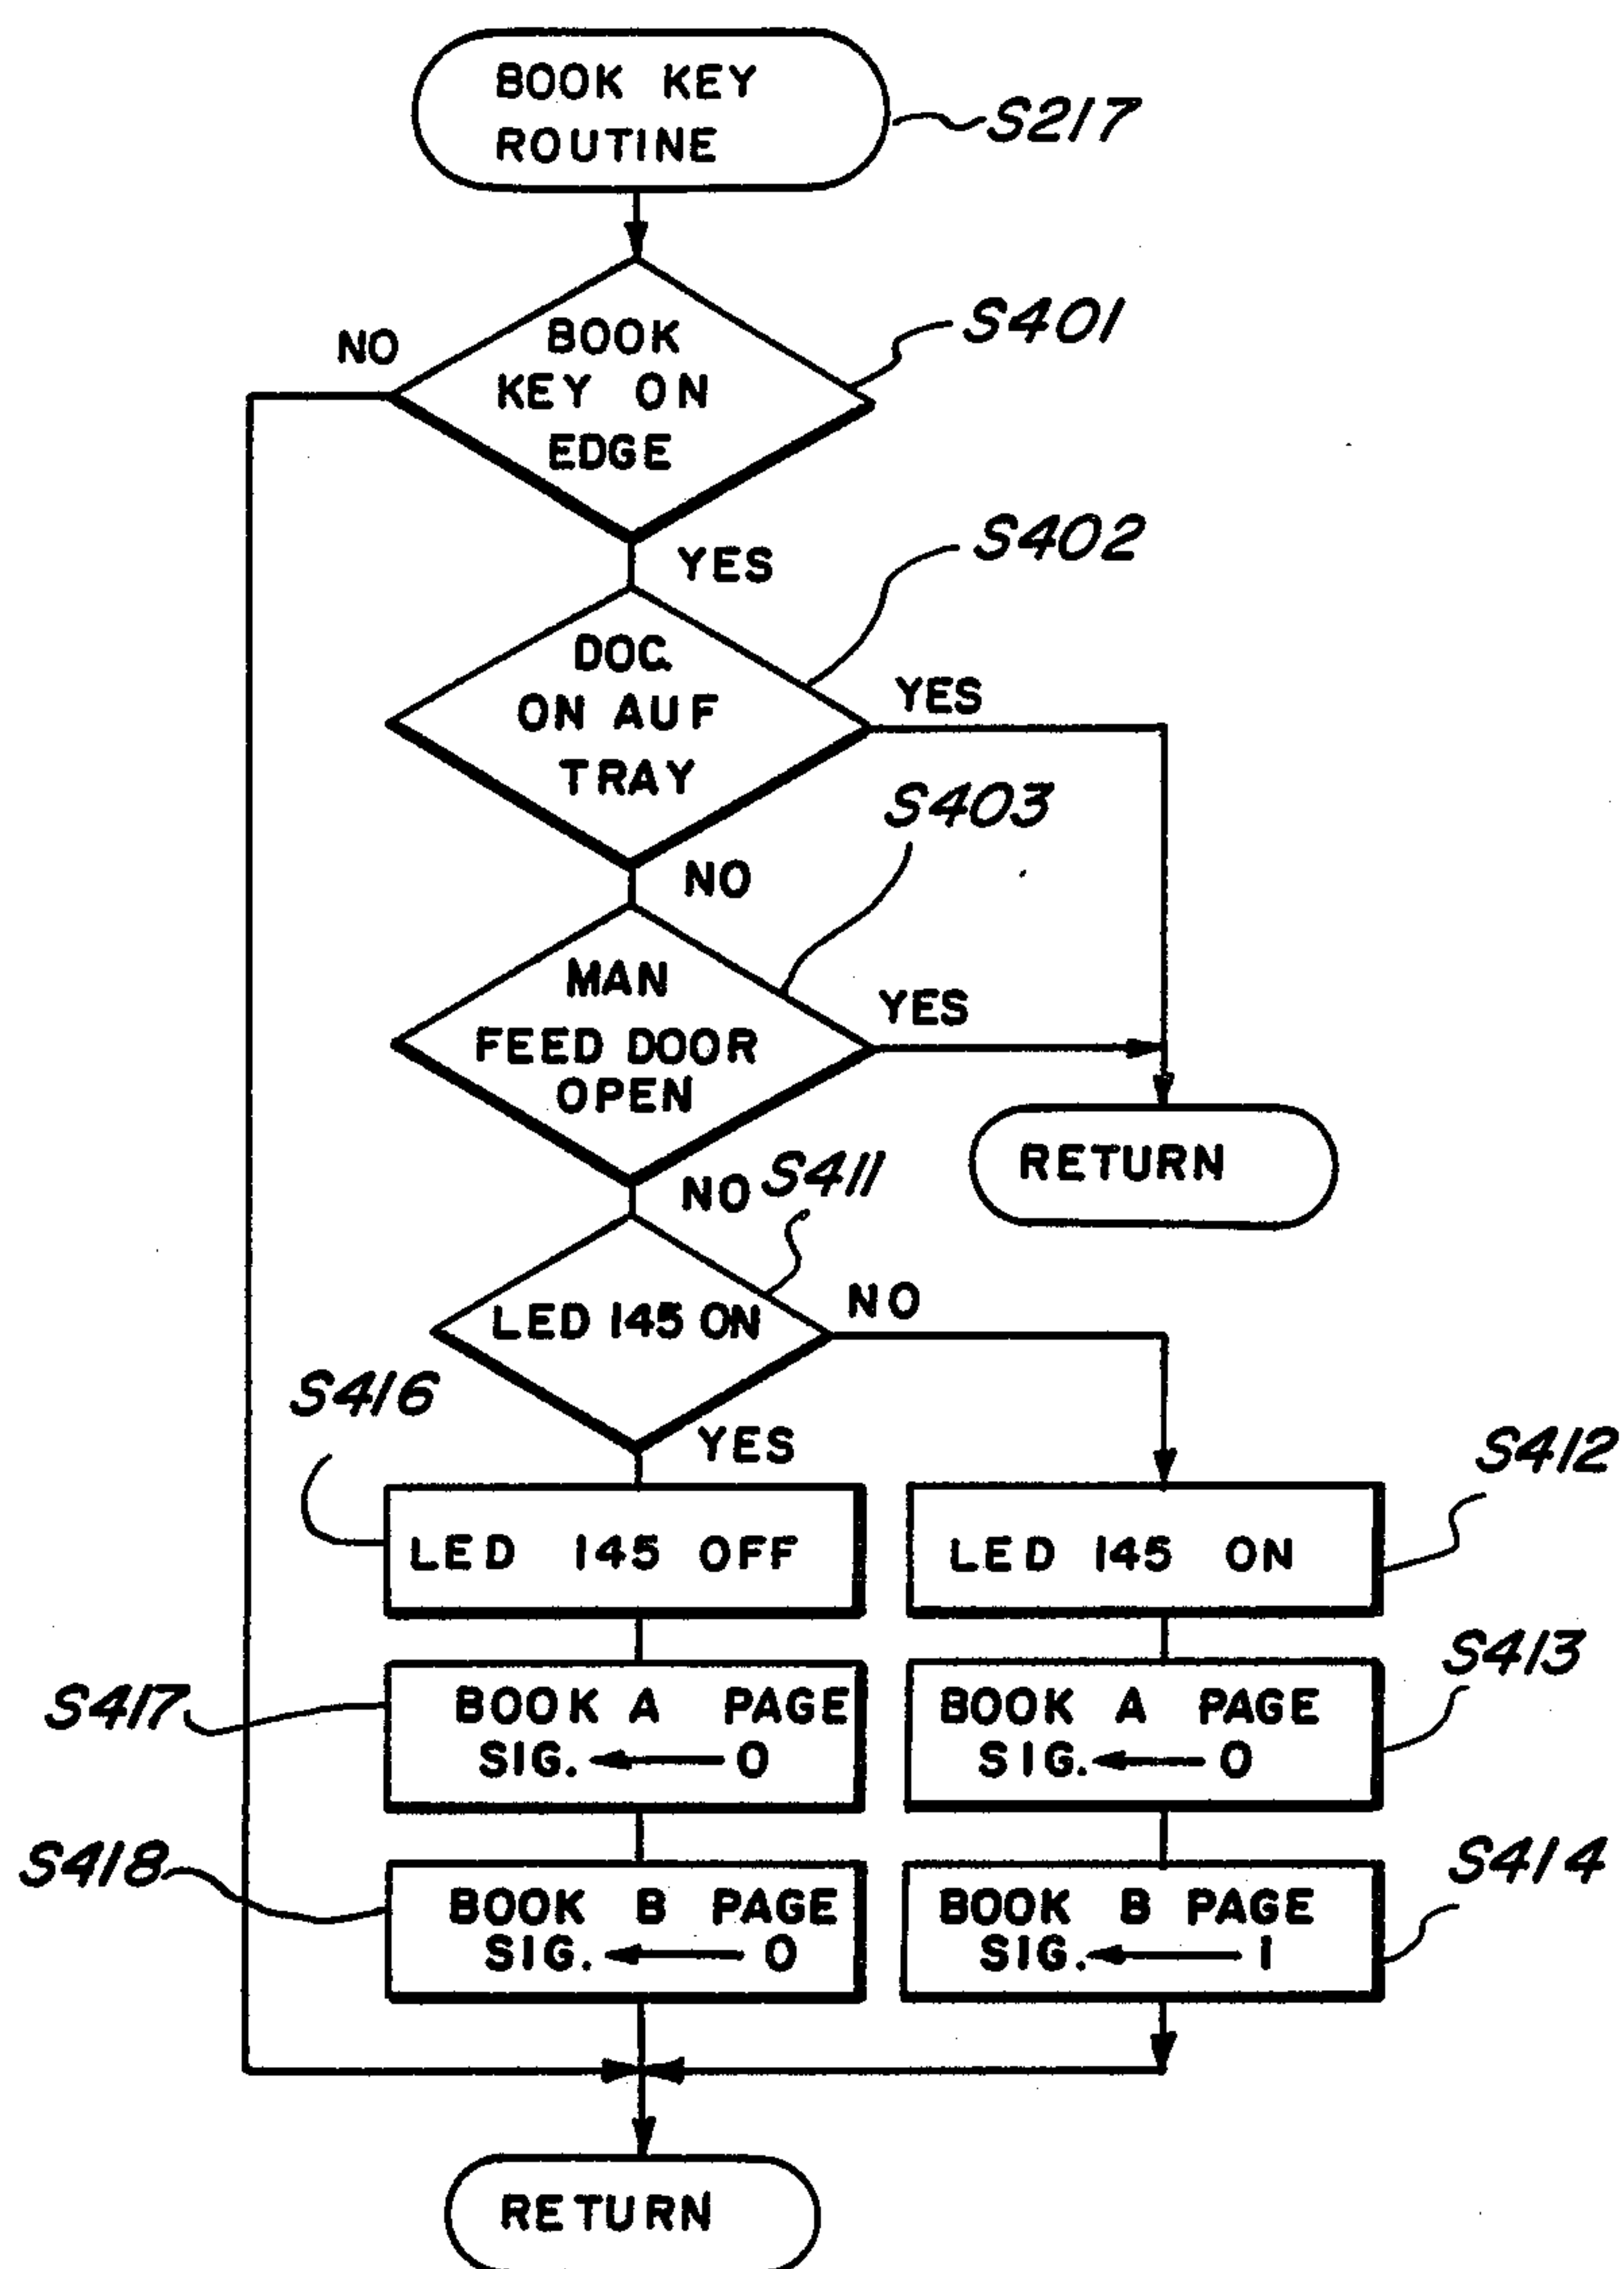 BOOK KEY
ROUTINE
S217
BOOK
KEY ON
EDGE
S401
NO
YES
S402
DOC.
ON AUF
TRAY
YES
S403
NO
MAN
FEED DOOR
OPEN
YES
RETURN
NO
S411
LED 145 ON
NO
YES
S416
LED 145 OFF
LED 145 ON
S412
S417
BOOK A PAGE
SIG. ← 0
BOOK A PAGE
SIG. ← 0
S413
S418
BOOK B PAGE
SIG. ← 0
BOOK B PAGE
SIG. ← 1
S414
RETURN